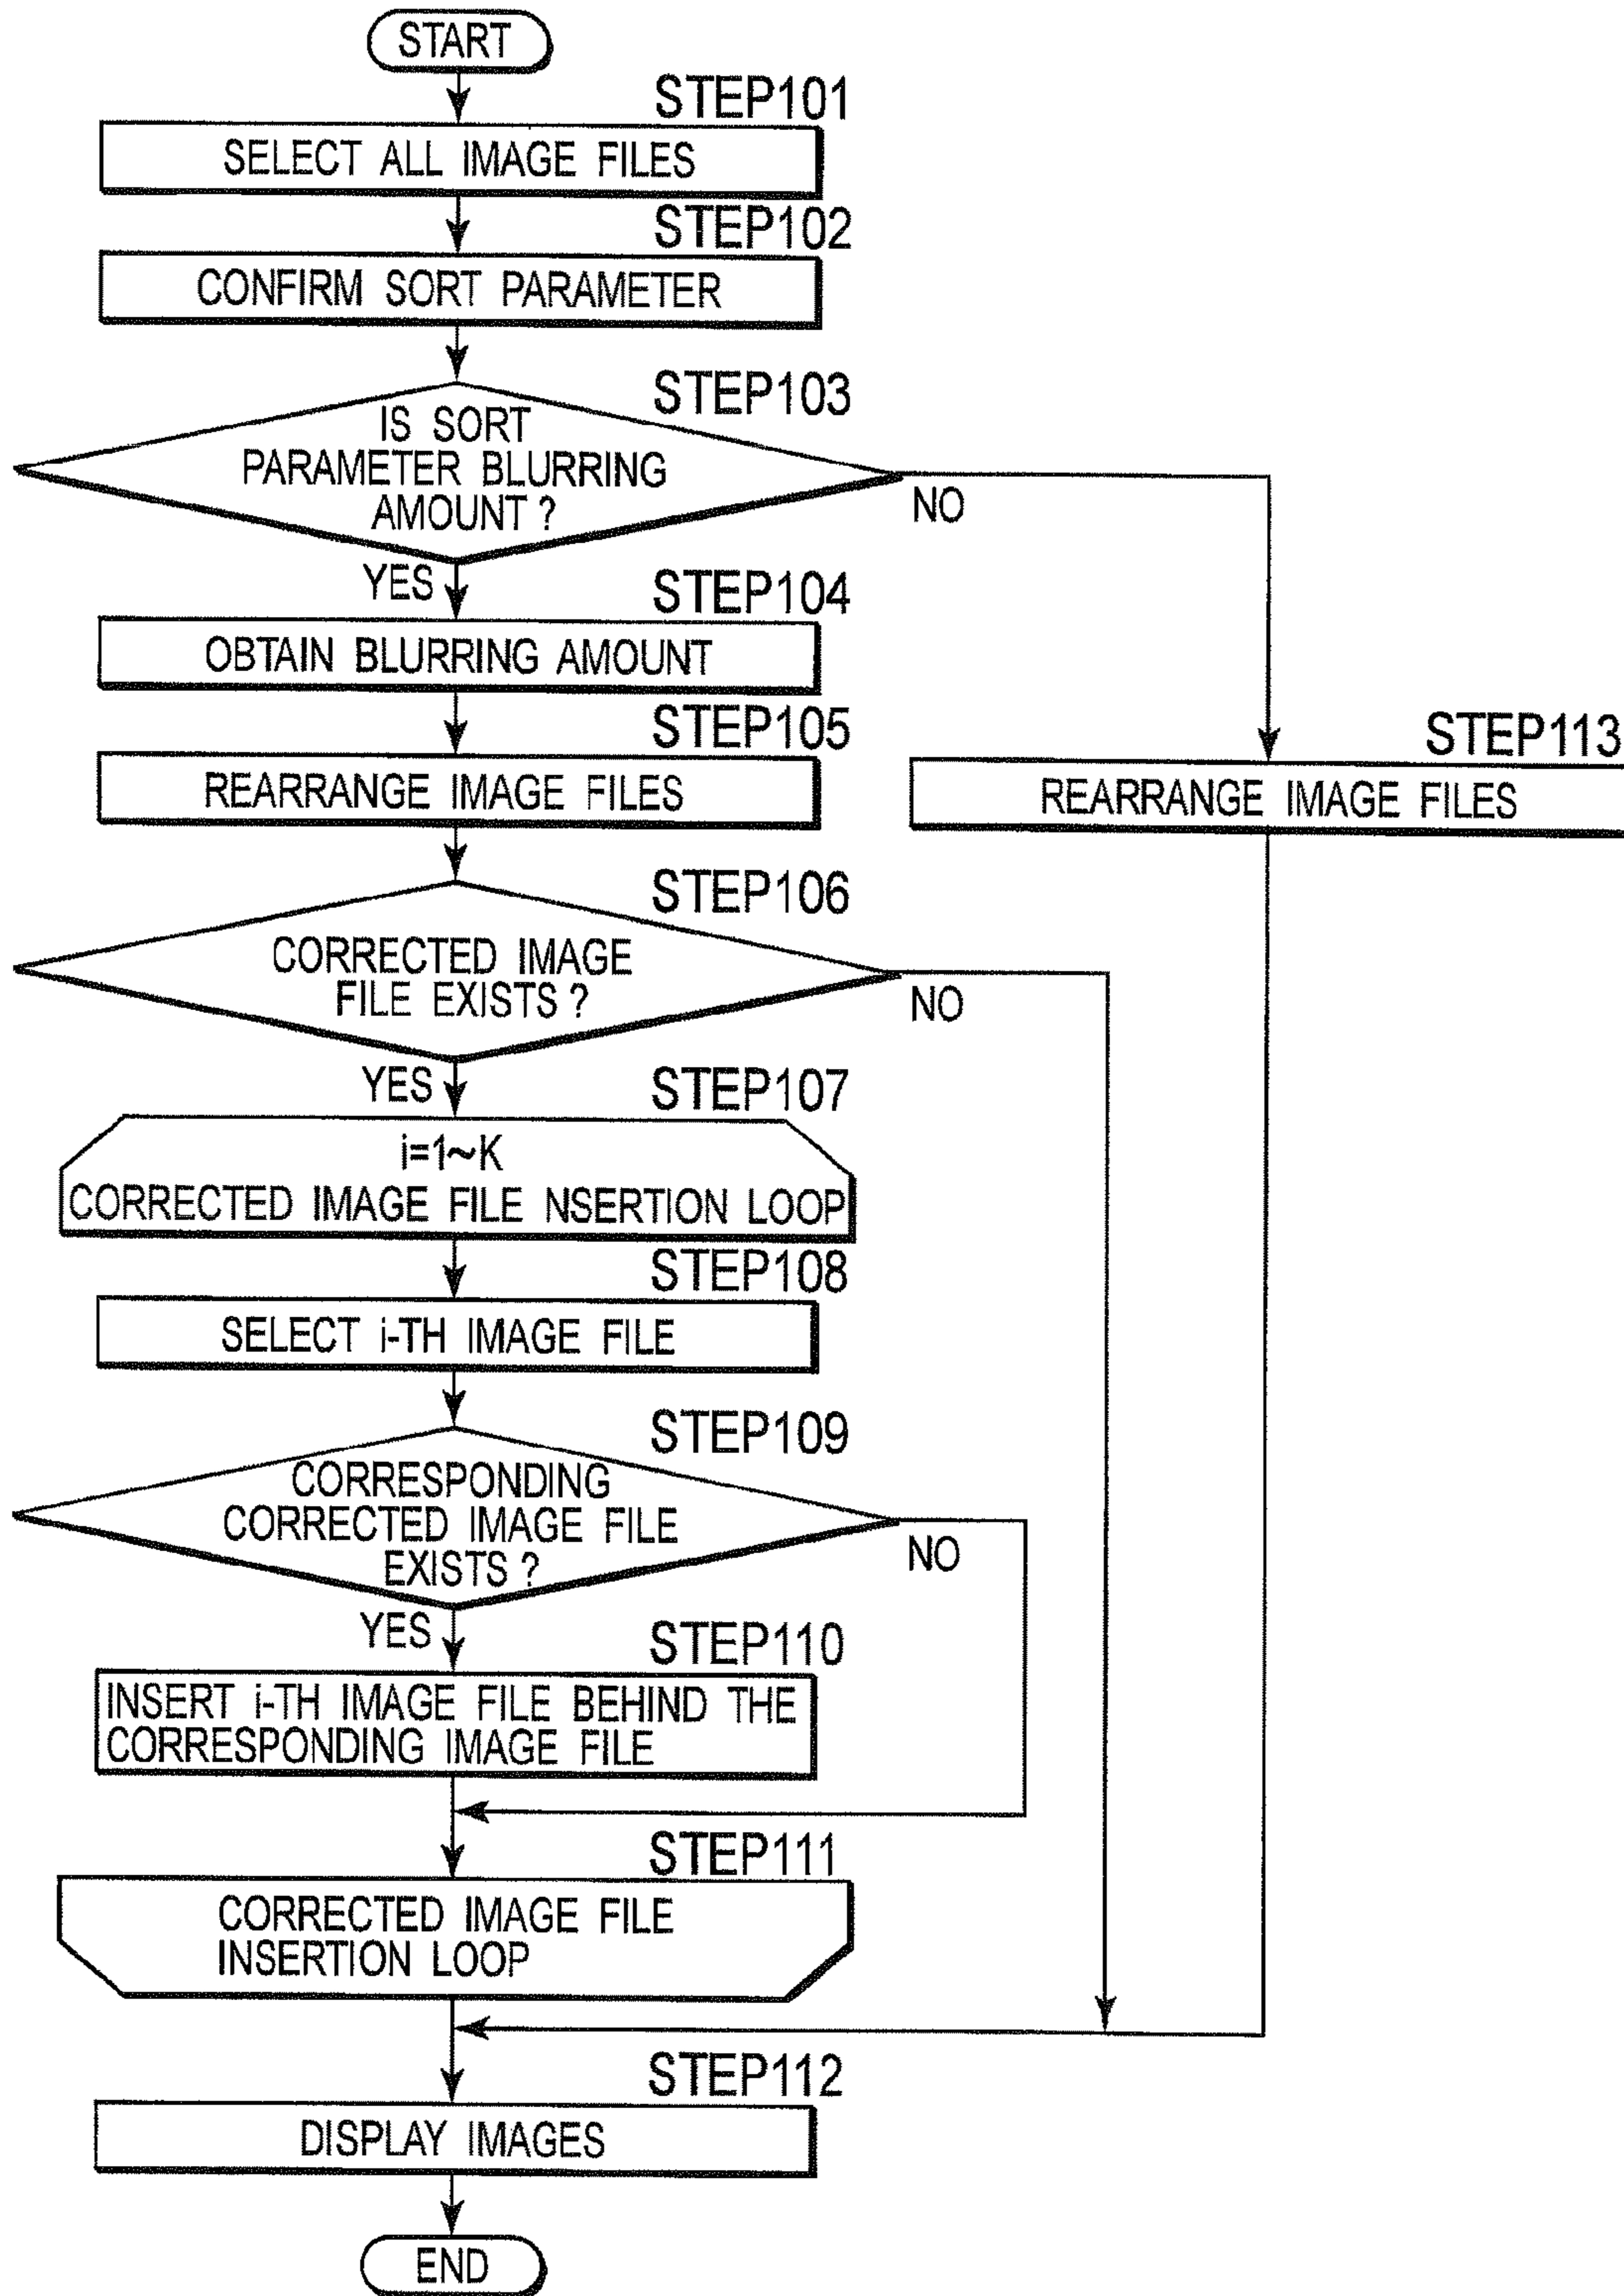 START
STEP101
SELECT ALL IMAGE FILES
STEP102
CONFIRM SORT PARAMETER
STEP103
IS SORT
PARAMETER BLURRING
AMOUNT ?
NO
YES
STEP104
OBTAIN BLURRING AMOUNT
STEP105
REARRANGE IMAGE FILES
STEP113
REARRANGE IMAGE FILES
STEP106
CORRECTED IMAGE
FILE EXISTS ?
NO
YES
STEP107
i=1~K
CORRECTED IMAGE FILE NSERTION LOOP
STEP108
SELECT i-TH IMAGE FILE
STEP109
CORRESPONDING
CORRECTED IMAGE FILE
EXISTS ?
NO
YES
STEP110
INSERT i-TH IMAGE FILE BEHIND THE
CORRESPONDING IMAGE FILE
STEP111
CORRECTED IMAGE FILE
INSERTION LOOP
STEP112
DISPLAY IMAGES
END